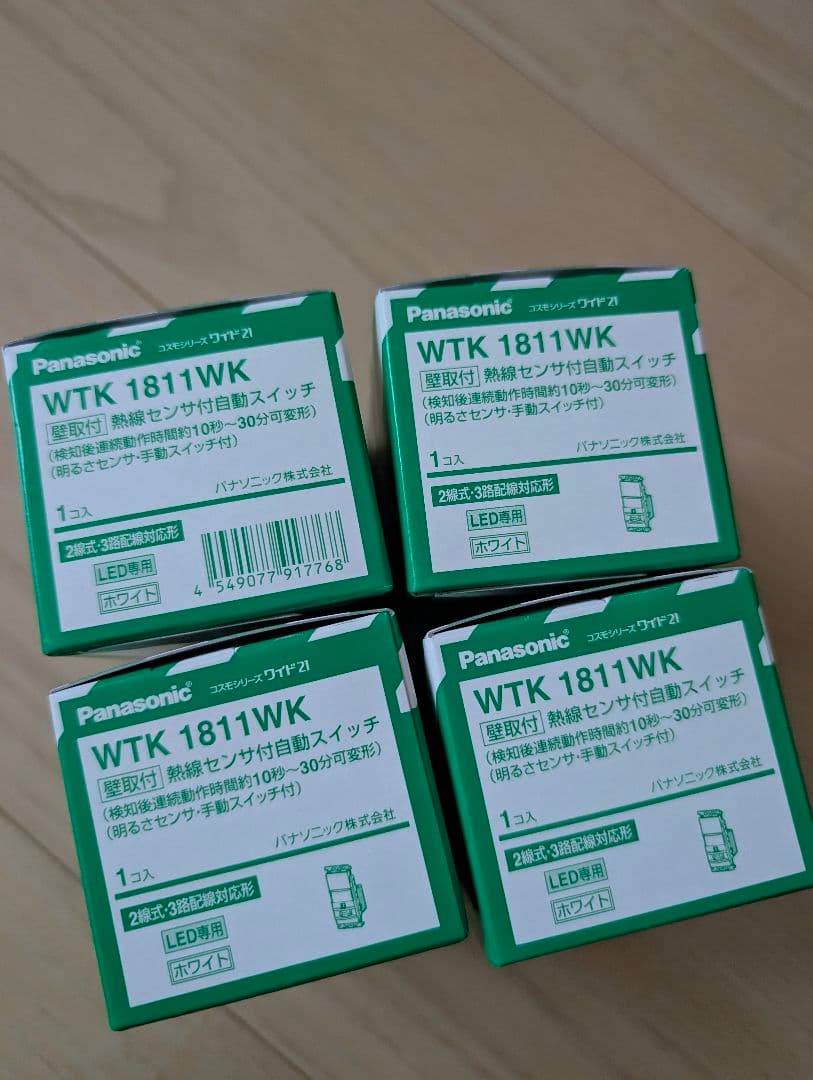 Panasonic® コスモシリーズ ワイド21
WTK 1811WK
壁取付 熱線センサ付自動スイッチ
(検知後連続動作時間約10秒～30分可変形)
(明るさセンサ・手動スイッチ付)
パナソニック株式会社
1コ入
2線式・3路配線対応形
LED専用
ホワイト
4 549077 917768
Panasonic® コスモシリーズ ワイド21
WTK 1811WK
壁取付 熱線センサ付自動スイッチ
(検知後連続動作時間約10秒～30分可変形)
(明るさセンサ・手動スイッチ付)
パナソニック株式会社
1コ入
2線式・3路配線対応形
LED専用
ホワイト
Panasonic® コスモシリーズ ワイド21
WTK 1811WK
壁取付 熱線センサ付自動スイッチ
(検知後連続動作時間約10秒～30分可変形)
(明るさセンサ・手動スイッチ付)
パナソニック株式会社
1コ入
2線式・3路配線対応形
LED専用
ホワイト
Panasonic® コスモシリーズ ワイド21
WTK 1811WK
壁取付 熱線センサ付自動スイッチ
(検知後連続動作時間約10秒～30分可変形)
(明るさセンサ・手動スイッチ付)
パナソニック株式会社
1コ入
2線式・3路配線対応形
LED専用
ホワイト